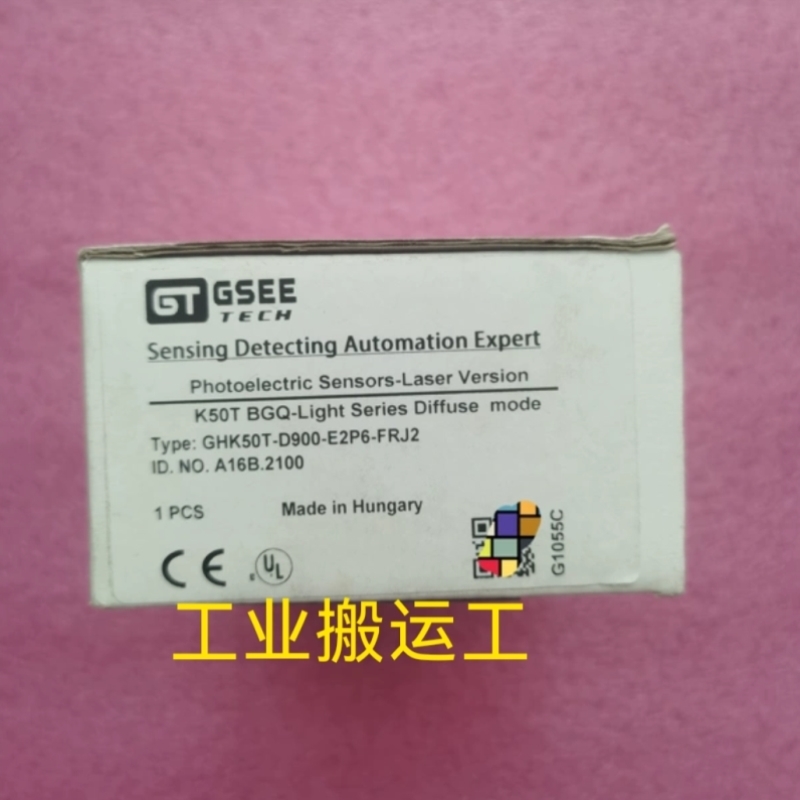 GT GSEE
TECH
Sensing Detecting Automation Expert
Photoelectric Sensors-Laser Version
K50T BGQ-Light Series Diffuse mode
Type: GHK50T-D900-E2P6-FRJ2
ID. NO. A16B.2100
1 PCS
Made in Hungary
CE
UL
G1055C
工业搬运工